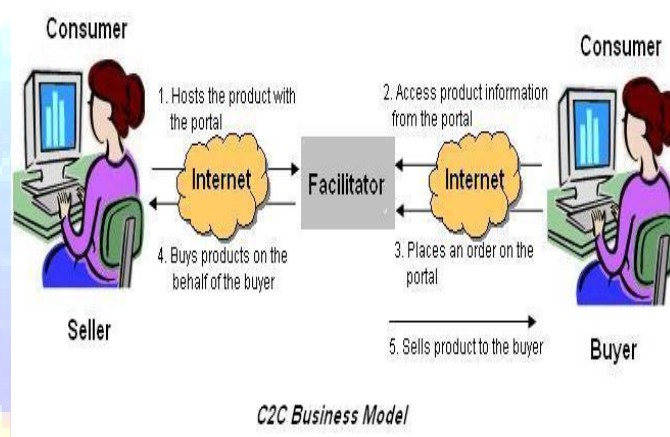 Consumer
Consumer
1. Hosts the product with
the portal
2. Access product information
from the portal
Internet
Facilitator
Internet
4. Buys products on the
behalf of the buyer
3. Places an order on the
portal
Seller
5. Sells product to the buyer
Buyer
C2C Business Model